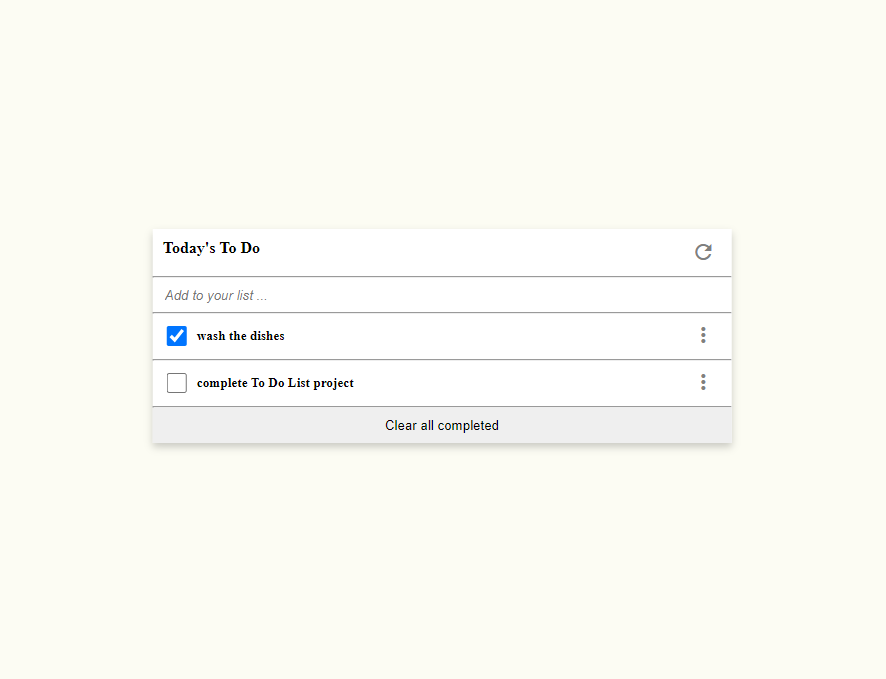 Today's To Do
Add to your list ...
wash the dishes
complete To Do List project
Clear all completed